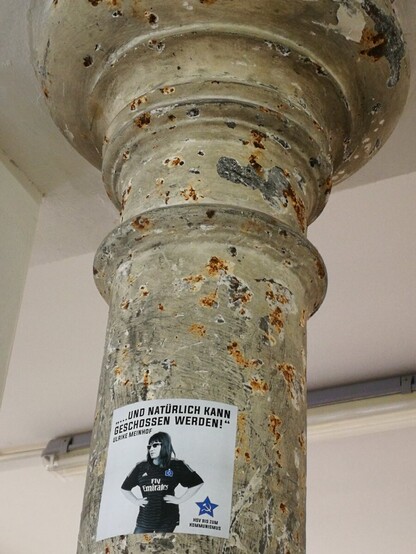 „...UND NATÜRLICH KANN
GESCHOSSEN WERDEN!“
ULRIKE MEINHOF
Fly
Emirates
HSV BIS ZUM
KOMMUNISMUS